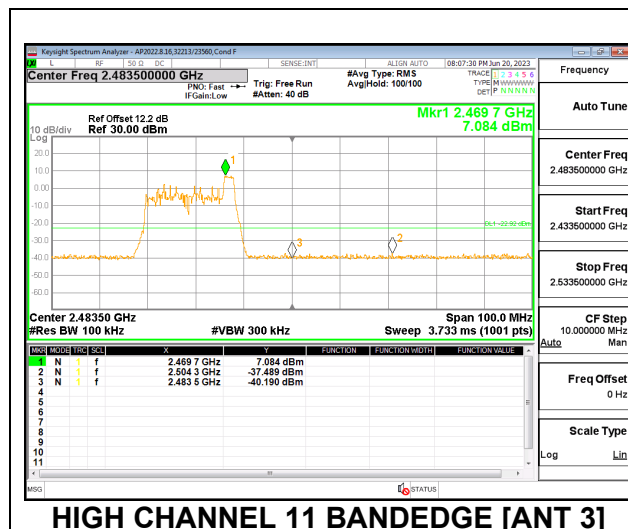 Keysight Spectrum Analyzer - AP2022.8.16,32213/23560,Cond F
L RF 50 Ω DC SENSE:INT ALIGN AUTO 08:07:30 PM Jun 20, 2023
Center Freq 2.483500000 GHz
PNO: Fast
IFGain:Low
Trig: Free Run
#Atten: 40 dB
#Avg Type: RMS
Avg|Hold: 100/100
TRACE 1 2 3 4 5 6
TYPE M WWWWW
DET P N N N N N
Frequency
Auto Tune
Center Freq
2.483500000 GHz
Start Freq
2.433500000 GHz
Stop Freq
2.533500000 GHz
CF Step
10.000000 MHz
Auto Man
Freq Offset
0 Hz
Scale Type
Log Lin
Mkr1 2.469 7 GHz
7.084 dBm
Ref Offset 12.2 dB
10 dB/div Ref 30.00 dBm
Log
20.0
10.0
0.00
-10.0
-20.0
-30.0
-40.0
-50.0
-60.0
1
2
3
DL1 -22.92 dBm
Center 2.48350 GHz Span 100.0 MHz
#Res BW 100 kHz #VBW 300 kHz Sweep 3.733 ms (1001 pts)
MKR MODE TRC SCL X Y FUNCTION FUNCTION WIDTH FUNCTION VALUE
1 N 1 f 2.469 7 GHz 7.084 dBm
2 N 1 f 2.504 3 GHz -37.489 dBm
3 N 1 f 2.483 5 GHz -40.190 dBm
4
5
6
7
8
9
10
11
MSG STATUS
HIGH CHANNEL 11 BANDEDGE [ANT 3]